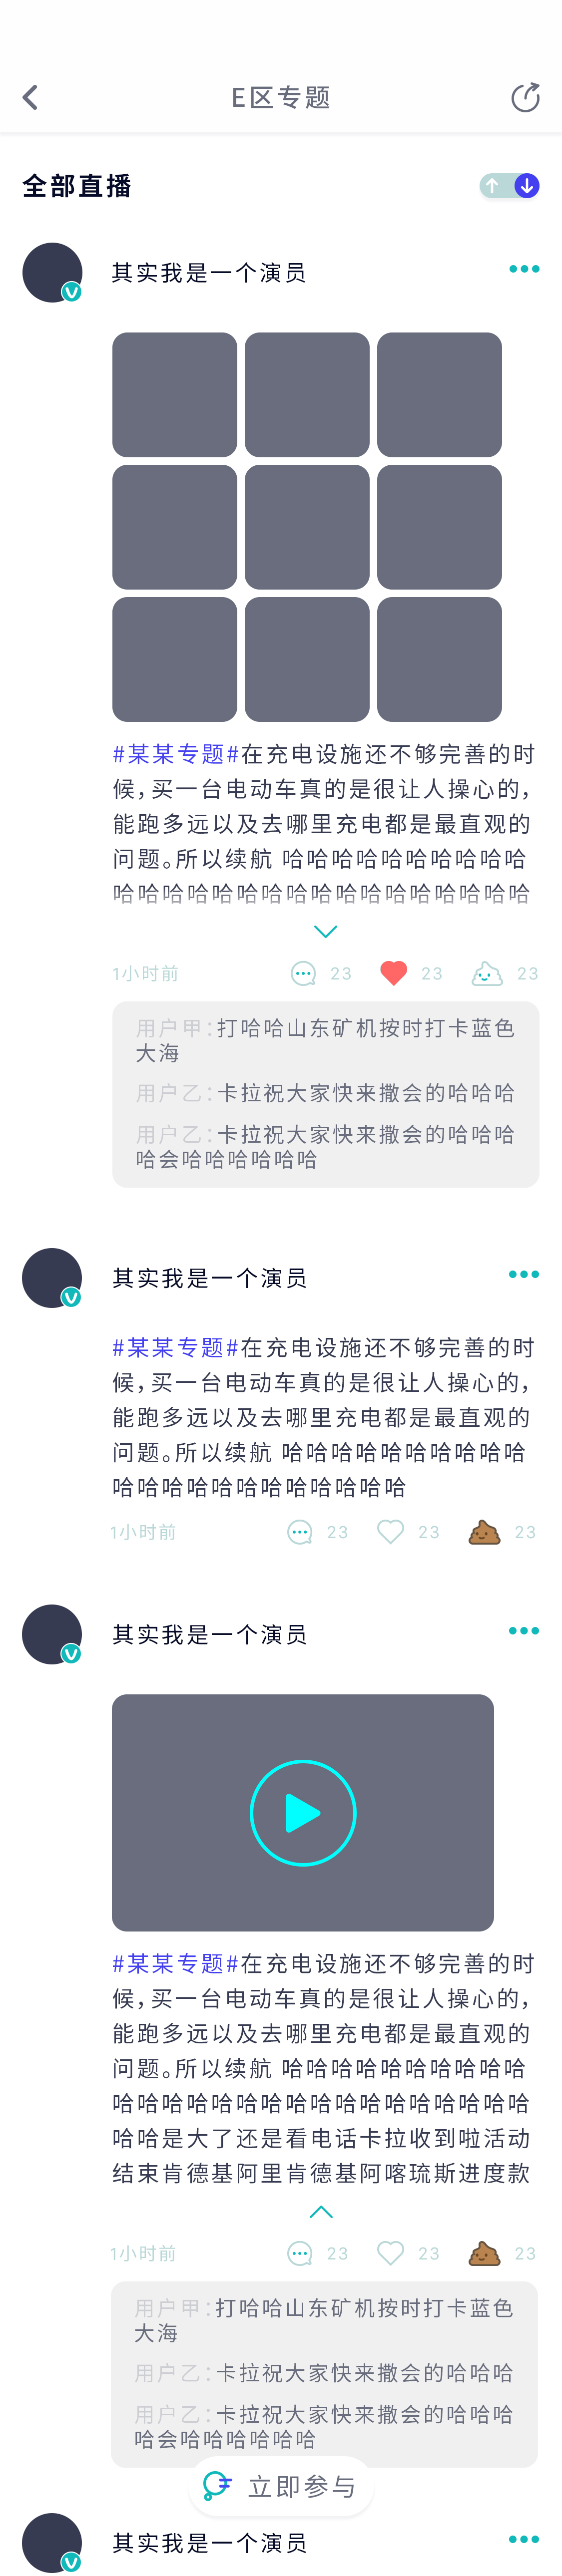 E区专题
全部直播
其实我是一个演员
#某某专题#在充电设施还不够完善的时
候，买一台电动车真的是很让人操心的，
能跑多远以及去哪里充电都是最直观的
问题。所以续航 哈哈哈哈哈哈哈哈哈哈
哈哈哈哈哈哈哈哈哈哈哈哈哈哈哈哈哈
1小时前 23 23 23
用户甲：打哈哈山东矿机按时打卡蓝色
大海
用户乙：卡拉祝大家快来撒会的哈哈哈
用户乙：卡拉祝大家快来撒会的哈哈哈
哈会哈哈哈哈哈哈
其实我是一个演员
#某某专题#在充电设施还不够完善的时
候，买一台电动车真的是很让人操心的，
能跑多远以及去哪里充电都是最直观的
问题。所以续航 哈哈哈哈哈哈哈哈哈哈
哈哈哈哈哈哈哈哈哈哈哈哈
1小时前 23 23 23
其实我是一个演员
#某某专题#在充电设施还不够完善的时
候，买一台电动车真的是很让人操心的，
能跑多远以及去哪里充电都是最直观的
问题。所以续航 哈哈哈哈哈哈哈哈哈哈
哈哈哈哈哈哈哈哈哈哈哈哈哈哈哈哈哈
哈哈是大了还是看电话卡拉收到啦活动
结束肯德基阿里肯德基阿喀琉斯进度款
1小时前 23 23 23
用户甲：打哈哈山东矿机按时打卡蓝色
大海
用户乙：卡拉祝大家快来撒会的哈哈哈
用户乙：卡拉祝大家快来撒会的哈哈哈
哈会哈哈哈哈哈哈
立即参与
其实我是一个演员